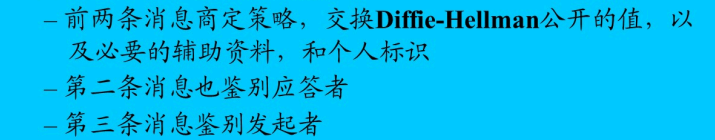 – 前两条消息商定策略，交换Diffie-Hellman公开的值，以
及必要的辅助资料，和个人标识
– 第二条消息也鉴别应答者
– 第三条消息鉴别发起者